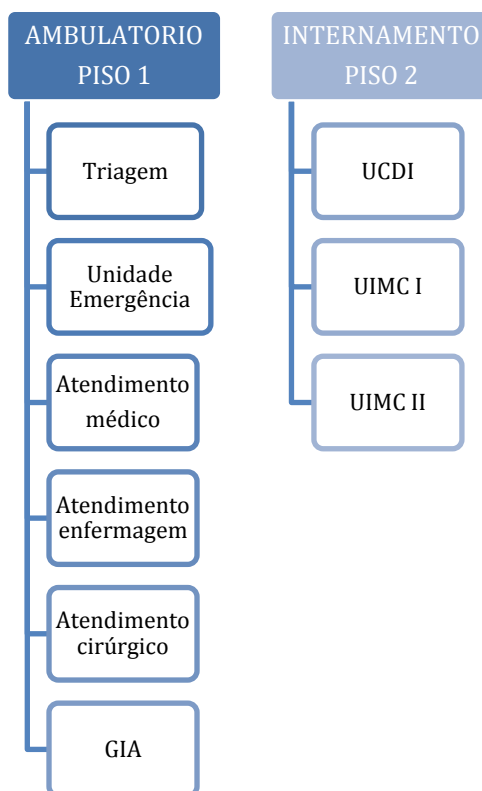 AMBULATORIO
PISO 1
Triagem
Unidade
Emergência
Atendimento
médico
Atendimento
enfermagem
Atendimento
cirúrgico
GIA
INTERNAMENTO
PISO 2
UCDI
UIMC I
UIMC II